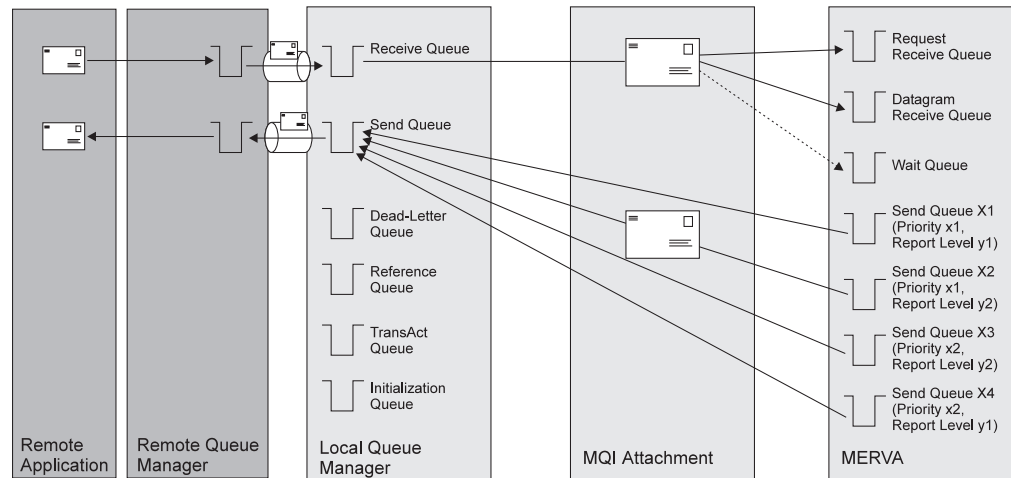 Receive Queue
Send Queue
Dead-Letter
Queue
Reference
Queue
TransAct
Queue
Initialization
Queue
Request
Receive Queue
Datagram
Receive Queue
Wait Queue
Send Queue X1
(Priority x1,
Report Level y1)
Send Queue X2
(Priority x1,
Report Level y2)
Send Queue X3
(Priority x2,
Report Level y2)
Send Queue X4
(Priority x2,
Report Level y1)
Remote
Application
Remote Queue
Manager
Local Queue
Manager
MQI Attachment
MERVA